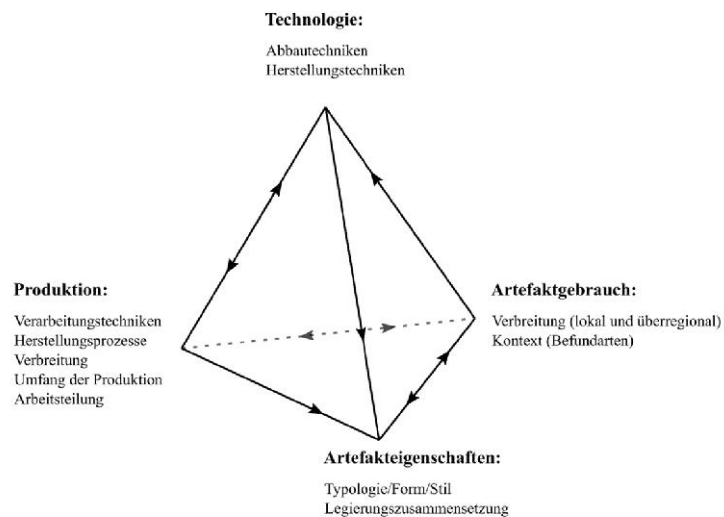 Technologie:
Abbautechniken
Herstellungstechniken
Produktion:
Verarbeitungstechniken
Herstellungsprozesse
Verbreitung
Umfang der Produktion
Arbeitsteilung
Artefaktgebrauch:
Verbreitung (lokal und überregional)
Kontext (Befundarten)
Artefakteigenschaften:
Typologie/Form/Stil
Legierungszusammensetzung